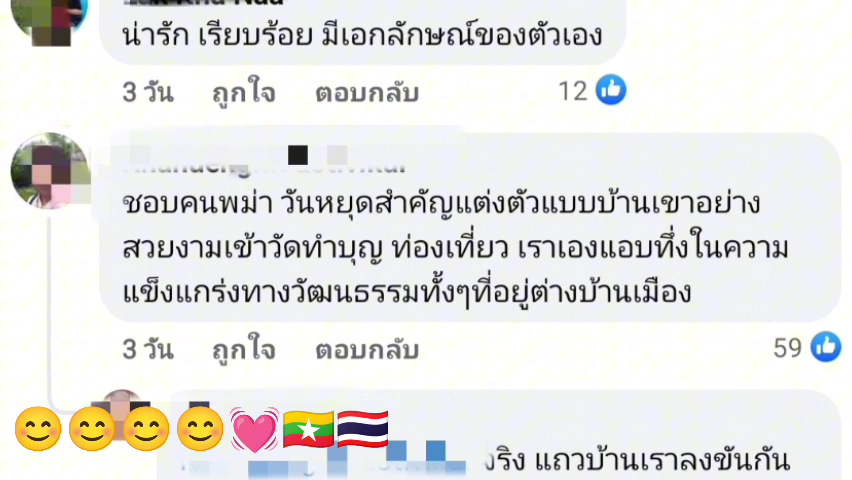 น่ารัก เรียบร้อย มีเอกลักษณ์ของตัวเอง
3 วัน ถูกใจ ตอบกลับ 12
ชอบคนพม่า วันหยุดสำคัญแต่งตัวแบบบ้านเขาอย่าง
สวยงามเข้าวัดทำบุญ ท่องเที่ยว เราเองแอบทึ่งในความ
แข็งแกร่งทางวัฒนธรรมทั้งๆที่อยู่ต่างบ้านเมือง
3 วัน ถูกใจ ตอบกลับ 59
จริง แถวบ้านเราลงขันกัน